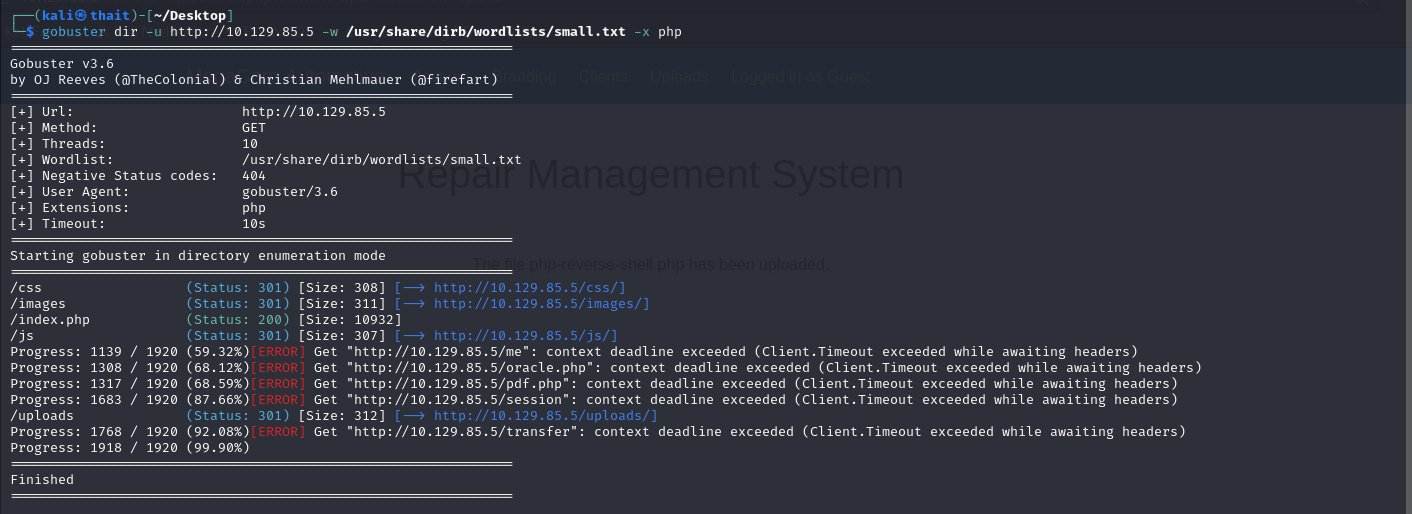 ┌──(kali㉿thait)-[~/Desktop]
└─$ gobuster dir -u http://10.129.85.5 -w /usr/share/dirb/wordlists/small.txt -x php
===============================================================
Gobuster v3.6
by OJ Reeves (@TheColonial) & Christian Mehlmauer (@firefart)
Branding Clients Uploads Logged in as Guest
===============================================================
[+] Url: http://10.129.85.5
[+] Method: GET
[+] Threads: 10
[+] Wordlist: /usr/share/dirb/wordlists/small.txt
[+] Negative Status codes: 404
Repair Management System
[+] User Agent: gobuster/3.6
[+] Extensions: php
[+] Timeout: 10s
===============================================================
Starting gobuster in directory enumeration mode
The file php-reverse-shell.php has been uploaded.
===============================================================
/css (Status: 301) [Size: 308] [--> http://10.129.85.5/css/]
/images (Status: 301) [Size: 311] [--> http://10.129.85.5/images/]
/index.php (Status: 200) [Size: 10932]
/js (Status: 301) [Size: 307] [--> http://10.129.85.5/js/]
Progress: 1139 / 1920 (59.32%)[ERROR] Get "http://10.129.85.5/me": context deadline exceeded (Client.Timeout exceeded while awaiting headers)
Progress: 1308 / 1920 (68.12%)[ERROR] Get "http://10.129.85.5/oracle.php": context deadline exceeded (Client.Timeout exceeded while awaiting headers)
Progress: 1317 / 1920 (68.59%)[ERROR] Get "http://10.129.85.5/pdf.php": context deadline exceeded (Client.Timeout exceeded while awaiting headers)
Progress: 1683 / 1920 (87.66%)[ERROR] Get "http://10.129.85.5/session": context deadline exceeded (Client.Timeout exceeded while awaiting headers)
/uploads (Status: 301) [Size: 312] [--> http://10.129.85.5/uploads/]
Progress: 1768 / 1920 (92.08%)[ERROR] Get "http://10.129.85.5/transfer": context deadline exceeded (Client.Timeout exceeded while awaiting headers)
Progress: 1918 / 1920 (99.90%)
===============================================================
Finished
===============================================================